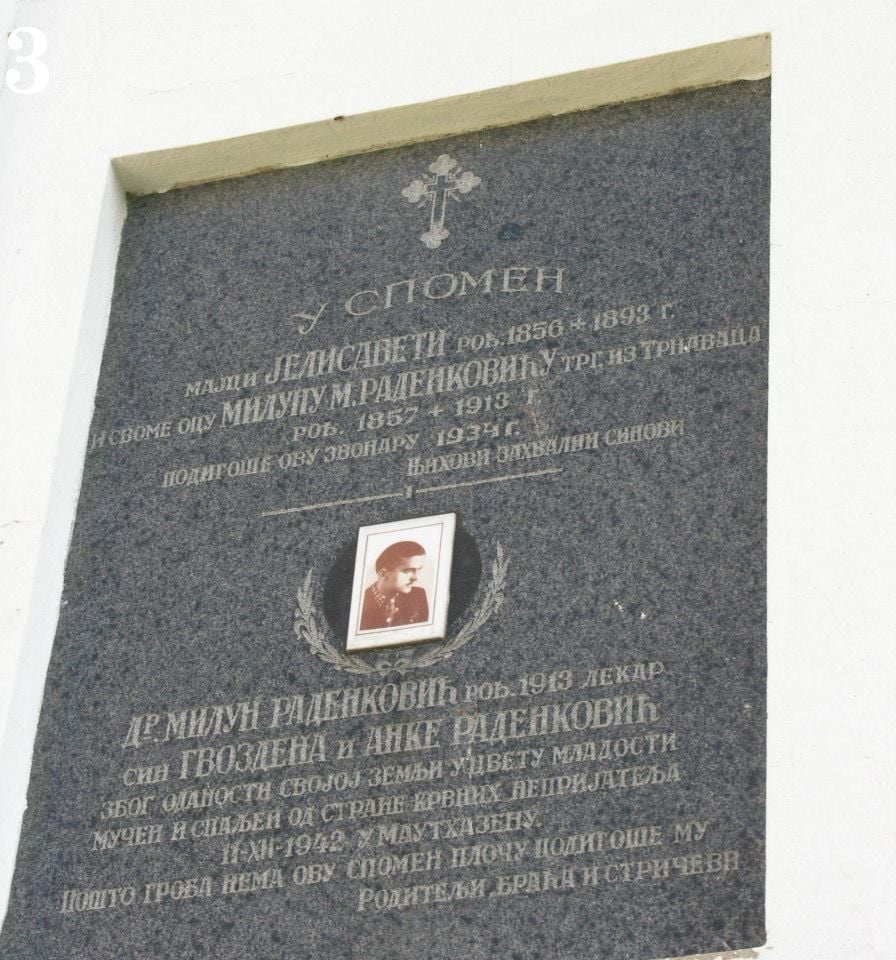 3
У СПОМЕН
МАЈЦИ ЈЕЛИСАВЕТИ РОЂ. 1856 + 1893 Г.
И СВОМЕ ОЦУ МИЛУНУ М. РАДЕНКОВИЋУ ТРГ. ИЗ ТРНАВАЦА
РОЂ. 1857 + 1913 Г.
ПОДИГОШЕ ОВУ ЗВОНАРУ 1934 Г.
ЊИХОВИ ЗАХВАЛНИ СИНОВИ
ДР. МИЛУН РАДЕНКОВИЋ РОЂ. 1913 ЛЕКАР
СИН ГВОЗДЕНА И АНКЕ РАДЕНКОВИЋ
ЗБОГ ОДАНОСТИ СВОЈОЈ ЗЕМЉИ У ЦВЕТУ МЛАДОСТИ
МУЧЕН И СПАЉЕН ОД СТРАНЕ КРВНИХ НЕПРИЈАТЕЉА
11-XII-1942 У МАУТХАЗЕНУ.
ПОШТО ГРОБА НЕМА ОВУ СПОМЕН ПЛОЧУ ПОДИГОШЕ МУ
РОДИТЕЉИ, БРАЋА И СТРИЧЕВИ